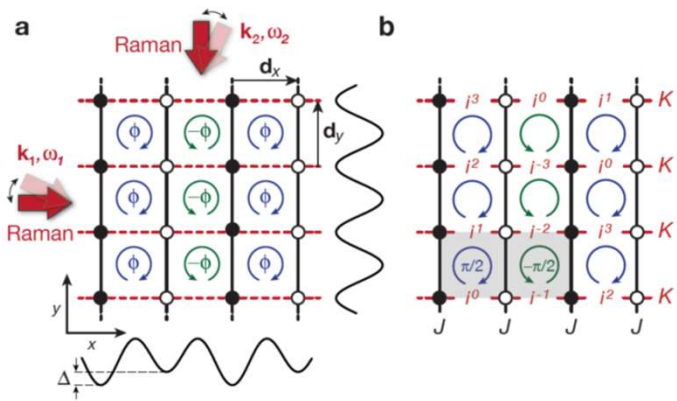 a
b
Raman
k₂,ω₂
dₓ
i³ i⁰ i¹ K
ϕ −ϕ ϕ
d_y
k₁,ω₁
i² i⁻³ i⁰ K
ϕ −ϕ ϕ
Raman
i¹ i⁻² i³ K
ϕ −ϕ ϕ
π/2 −π/2
i⁰ i⁻¹ i² K
y
x
J J J J
Δ